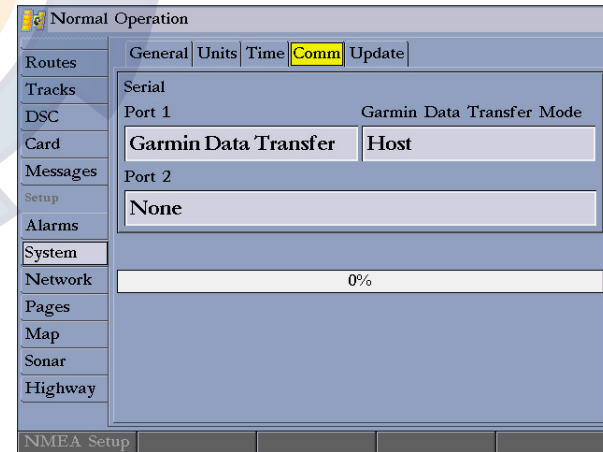 Normal Operation
General Units Time Comm Update
Routes
Tracks
DSC
Card
Messages
Setup
Alarms
System
Network
Pages
Map
Sonar
Highway
Serial
Port 1 Garmin Data Transfer Mode
Garmin Data Transfer Host
Port 2
None
0%
NMEA Setup